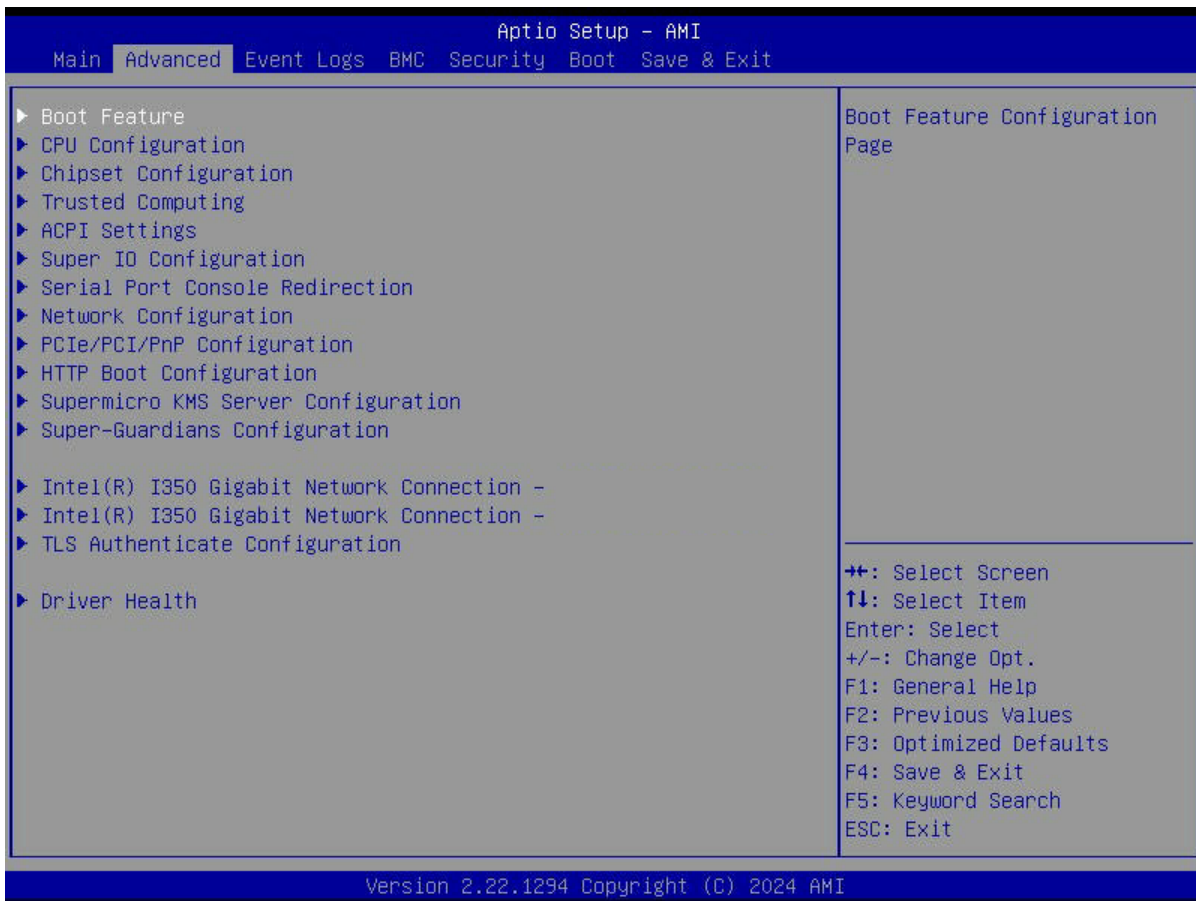 Aptio Setup - AMI
Main Advanced Event Logs BMC Security Boot Save & Exit
▶ Boot Feature
▶ CPU Configuration
▶ Chipset Configuration
▶ Trusted Computing
▶ ACPI Settings
▶ Super IO Configuration
▶ Serial Port Console Redirection
▶ Network Configuration
▶ PCIe/PCI/PnP Configuration
▶ HTTP Boot Configuration
▶ Supermicro KMS Server Configuration
▶ Super-Guardians Configuration
▶ Intel(R) I350 Gigabit Network Connection -
▶ Intel(R) I350 Gigabit Network Connection -
▶ TLS Authenticate Configuration
▶ Driver Health
Boot Feature Configuration
Page
→←: Select Screen
↑↓: Select Item
Enter: Select
+/-: Change Opt.
F1: General Help
F2: Previous Values
F3: Optimized Defaults
F4: Save & Exit
F5: Keyword Search
ESC: Exit
Version 2.22.1294 Copyright (C) 2024 AMI